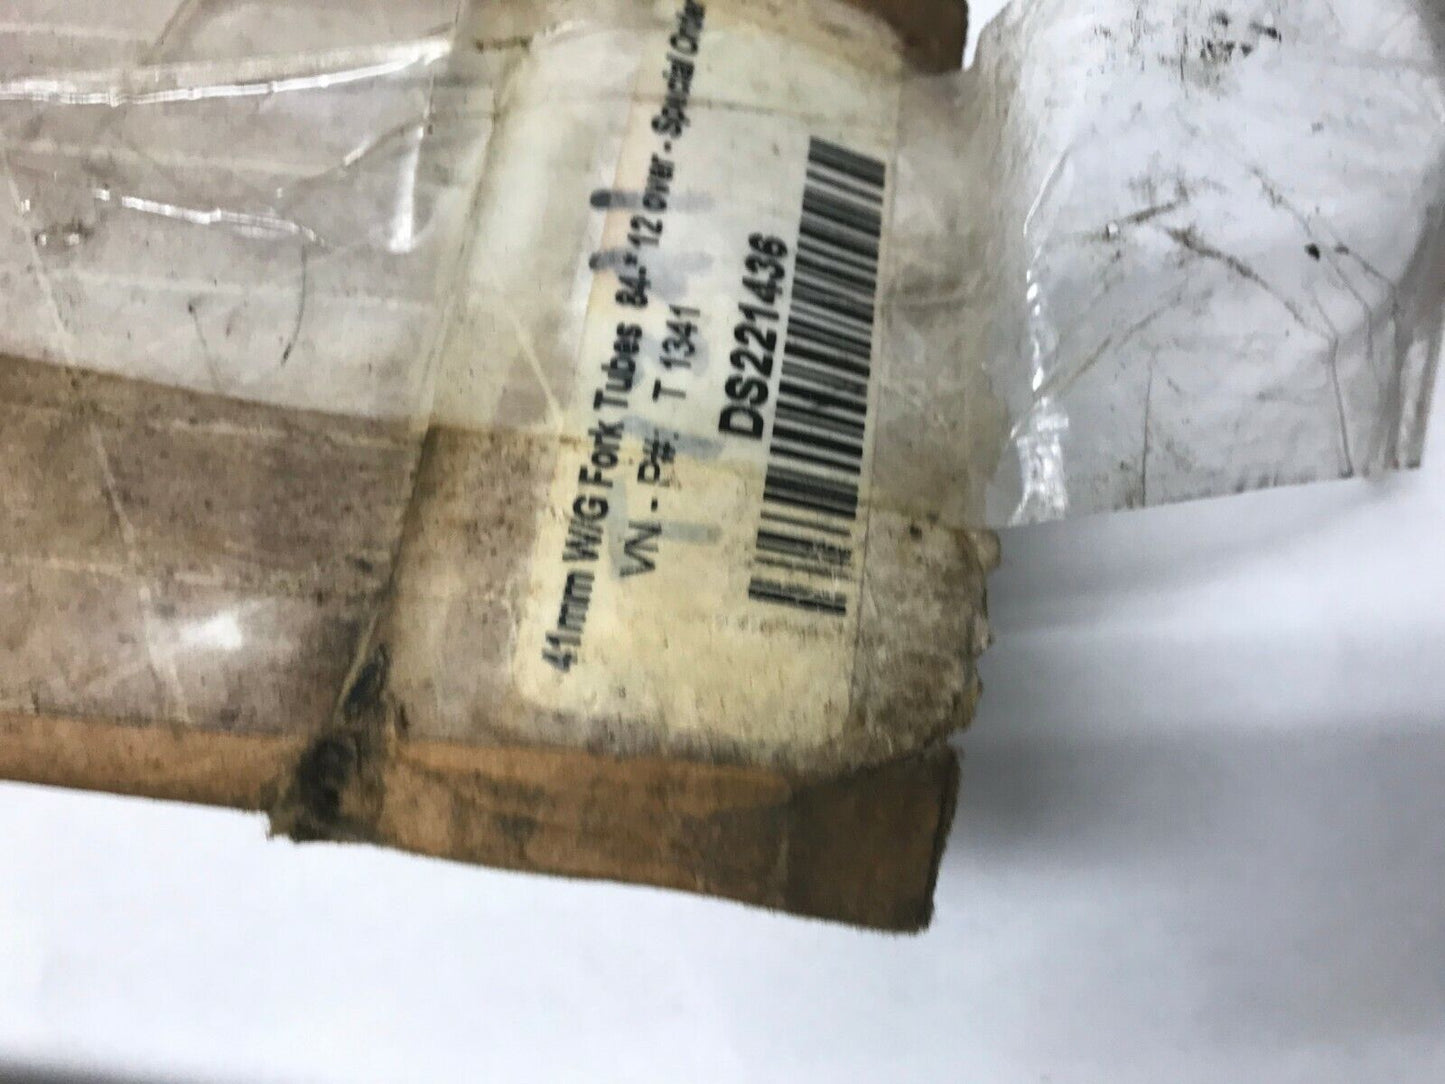 41mm W/G Fork Tubes 84-* 12 over - Special Order
VN - P#: T 1341
DS221436